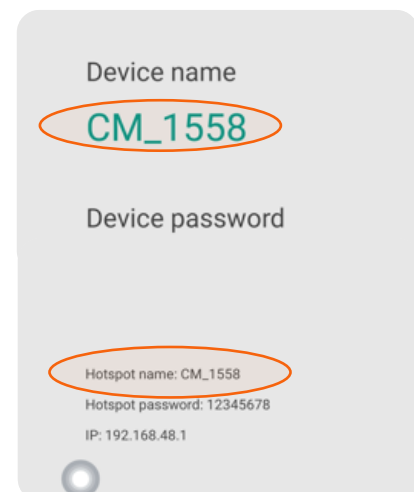 Device name
CM_1558
Device password
Hotspot name: CM_1558
Hotspot password: 12345678
IP: 192.168.48.1